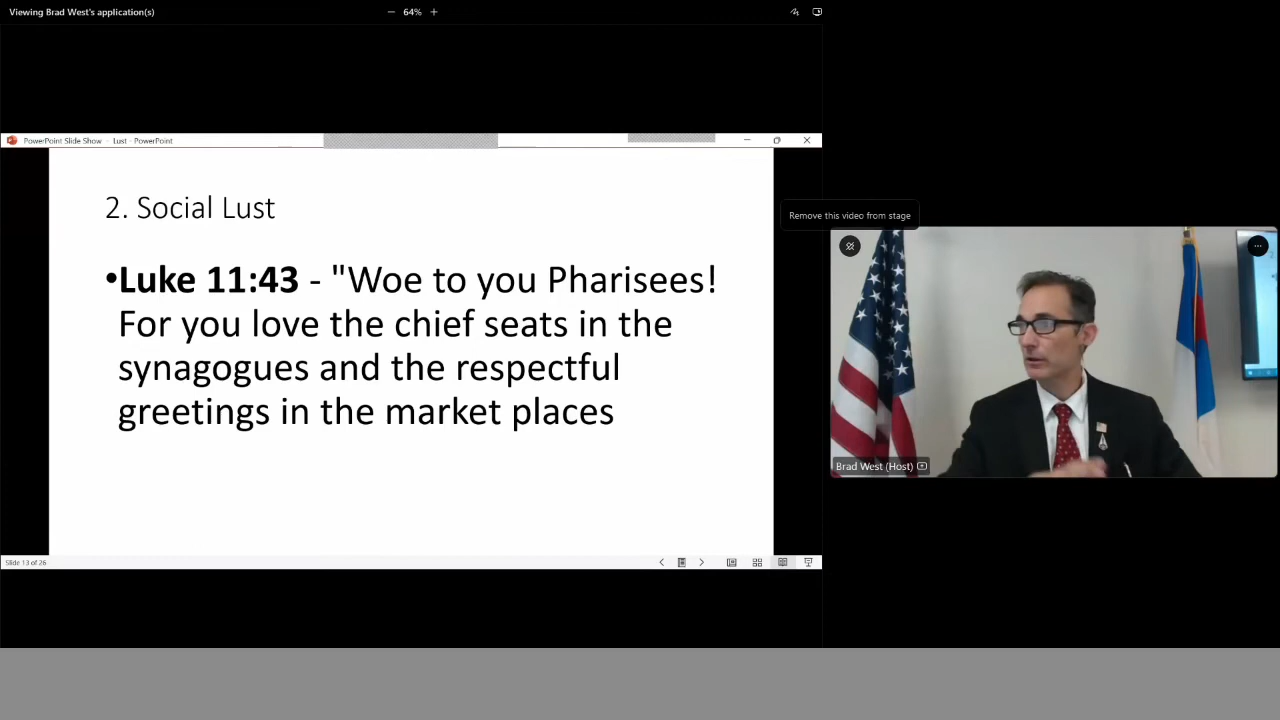 Viewing Brad West's application(s)
64%
PowerPoint Slide Show - Lust - PowerPoint
2. Social Lust
•Luke 11:43 - "Woe to you Pharisees!
For you love the chief seats in the
synagogues and the respectful
greetings in the market places
Slide 13 of 26
Remove this video from stage
Brad West (Host)